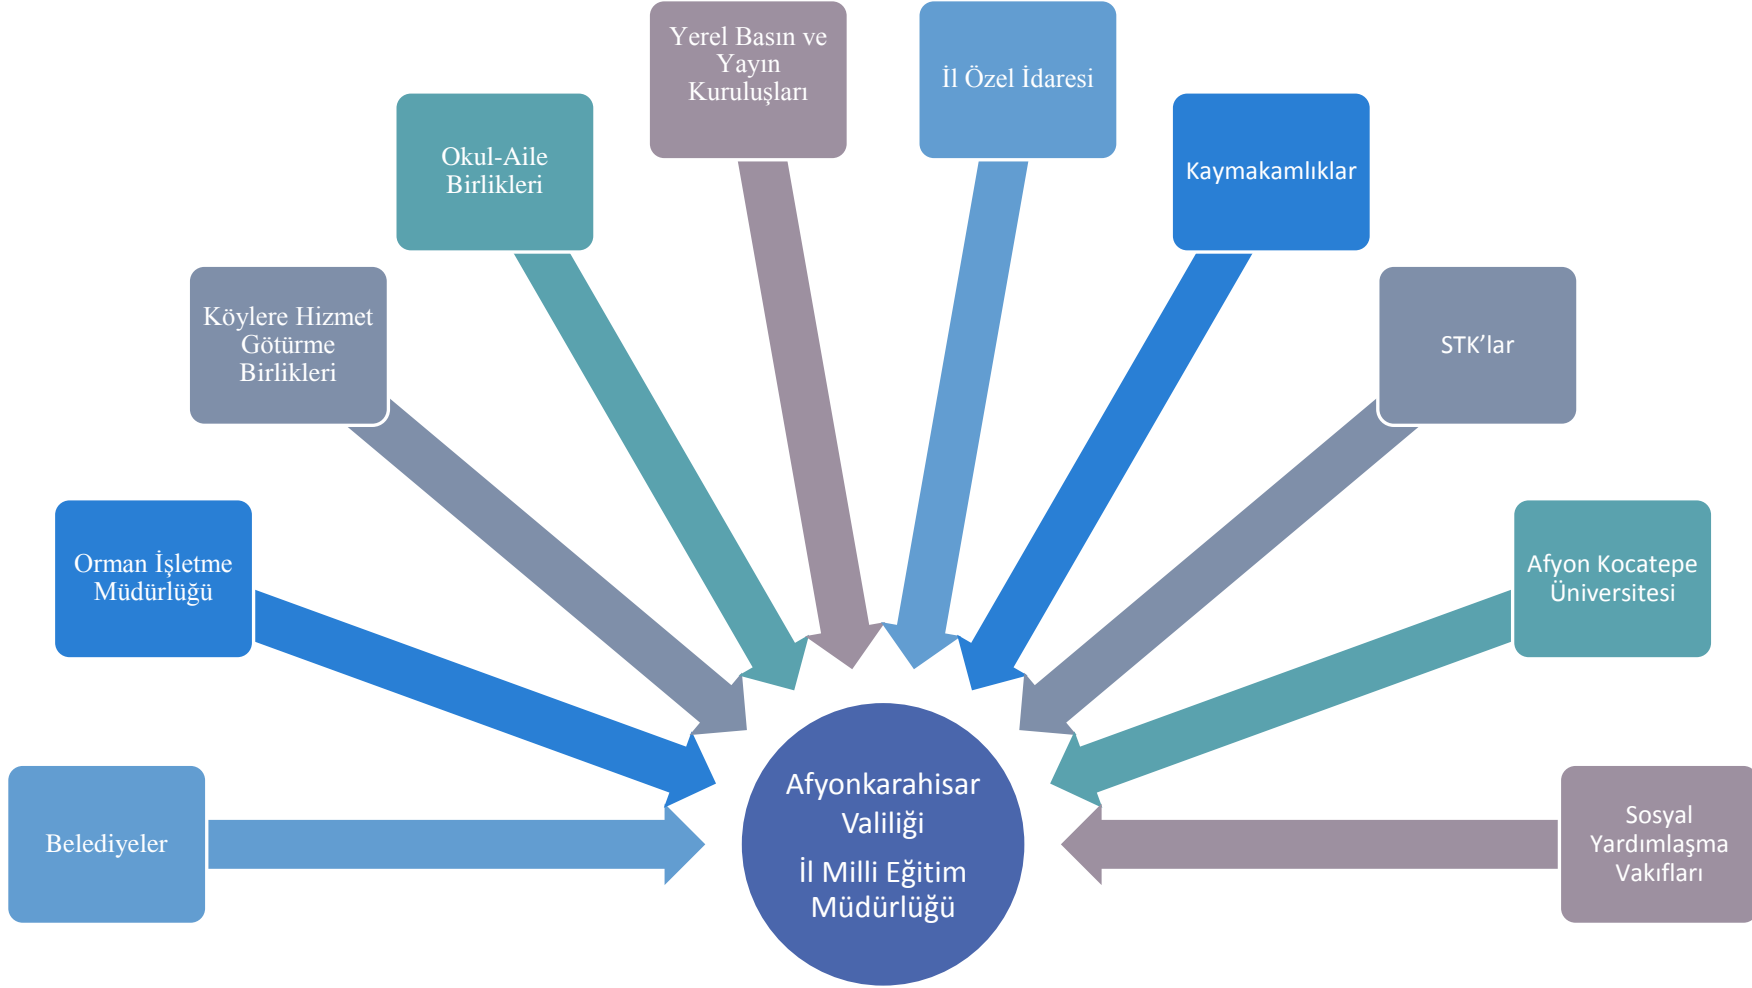 Yerel Basın ve
Yayın
Kuruluşları
İl Özel İdaresi
Okul-Aile
Birlikleri
Kaymakamlıklar
Köylere Hizmet
Götürme
Birlikleri
STK’lar
Orman İşletme
Müdürlüğü
Afyon Kocatepe
Üniversitesi
Belediyeler
Afyonkarahisar
Valiliği
İl Milli Eğitim
Müdürlüğü
Sosyal
Yardımlaşma
Vakıfları